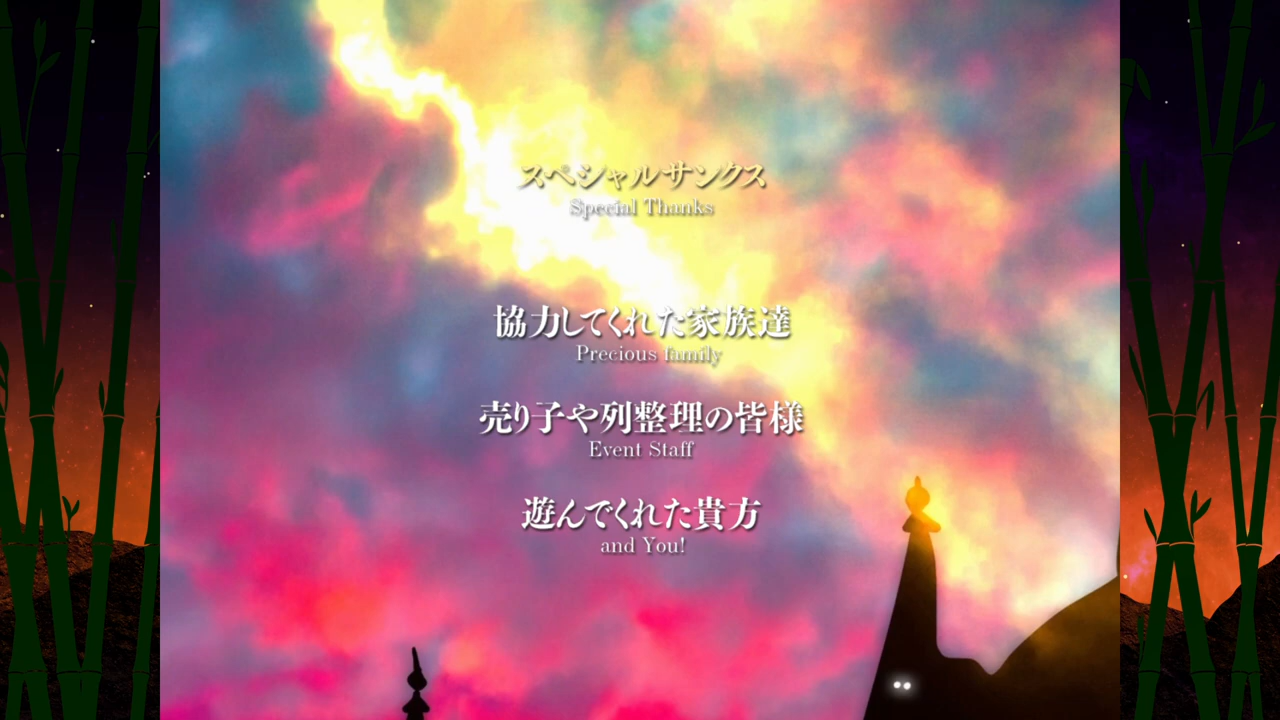 スペシャルサンクス
Special Thanks
協力してくれた家族達
Precious family
売り子や列整理の皆様
Event Staff
遊んでくれた貴方
and You!